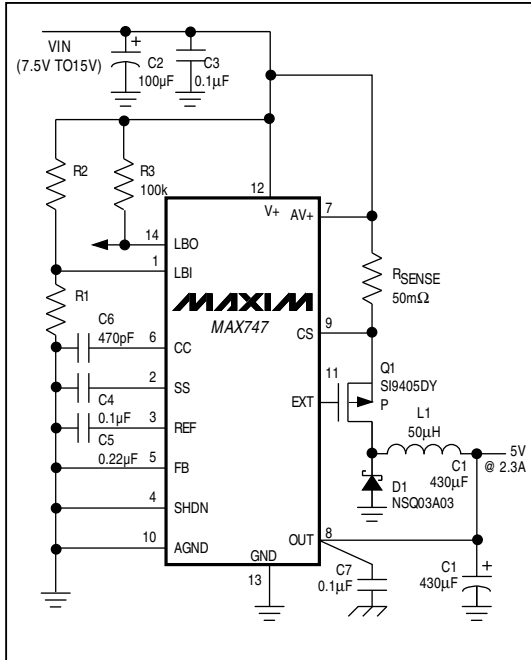 VIN
(7.5V TO15V)
C2
100µF
C3
0.1µF
R2
R3
100k
12
V+
AV+
7
14
LBO
1
LBI
RSENSE
50mΩ
R1
MAXIM
MAX747
C6
470pF
6
CC
CS
9
Q1
SI9405DY
P
11
EXT
2
SS
C4
0.1µF
3
REF
L1
50µH
5V
@ 2.3A
C1
430µF
C5
0.22µF
5
FB
D1
NSQ03A03
4
SHDN
10
AGND
OUT
8
GND
13
C7
0.1µF
C1
430µF
+
+